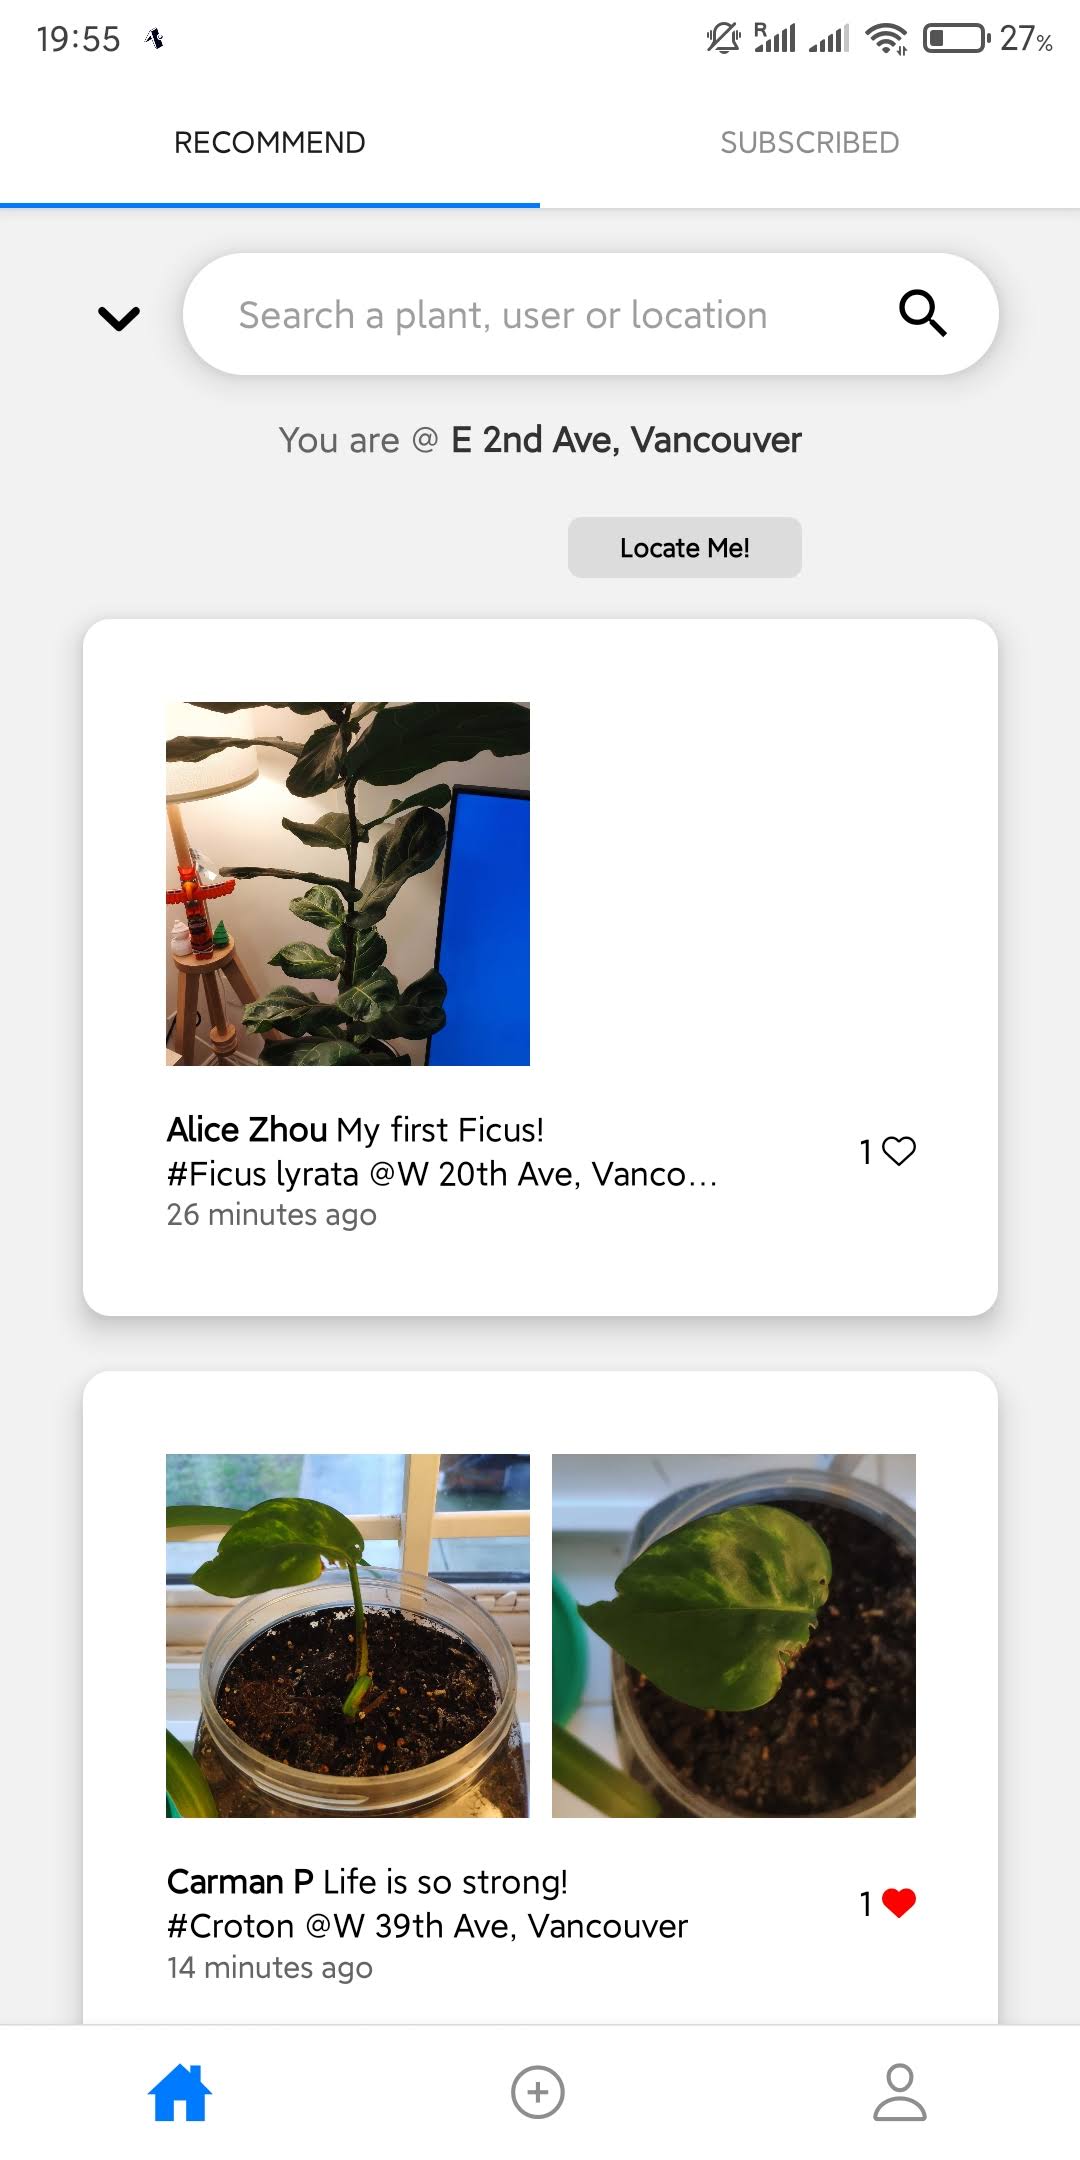 19:55
R
27%
RECOMMEND
SUBSCRIBED
Search a plant, user or location
You are @ E 2nd Ave, Vancouver
Locate Me!
Alice Zhou My first Ficus!
#Ficus lyrata @W 20th Ave, Vanco...
26 minutes ago
1
Carman P Life is so strong!
#Croton @W 39th Ave, Vancouver
14 minutes ago
1